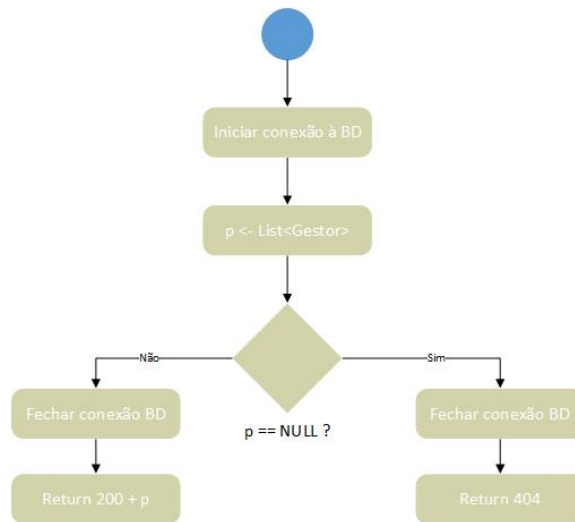 Iniciar conexão à BD
p <- List<Gestor>
Não
Sim
Fechar conexão BD
Fechar conexão BD
p == NULL ?
Return 200 + p
Return 404